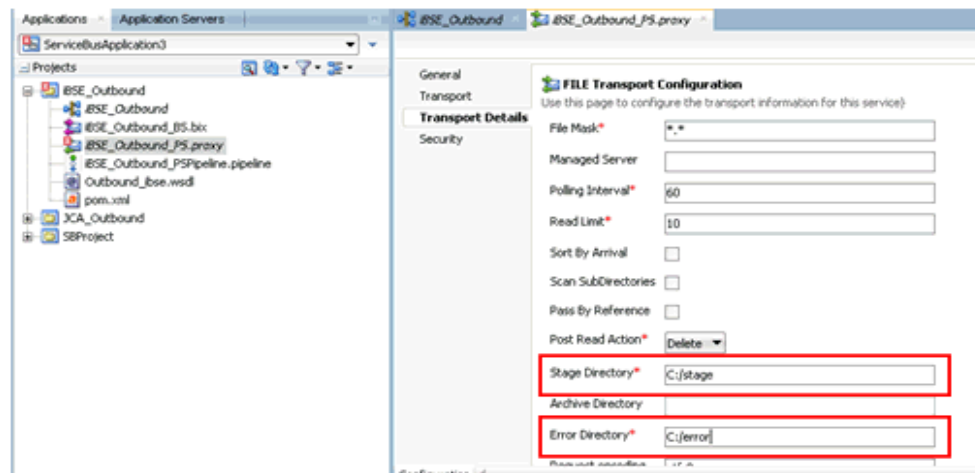 Applications
Application Servers
ServiceBusApplication3
Projects
iBSE_Outbound
iBSE_Outbound
iBSE_Outbound_BS.bix
iBSE_Outbound_PS.proxy
iBSE_Outbound_PSPipeline.pipeline
Outbound_ibse.wsdl
pom.xml
JCA_Outbound
SBProject
iBSE_Outbound
iBSE_Outbound_PS.proxy
General
Transport
Transport Details
Security
FILE Transport Configuration
Use this page to configure the transport information for this service)
File Mask* *.*
Managed Server
Polling Interval* 60
Read Limit* 10
Sort By Arrival
Scan SubDirectories
Pass By Reference
Post Read Action* Delete
Stage Directory* C:/stage
Archive Directory
Error Directory* C:/error
Request encoding